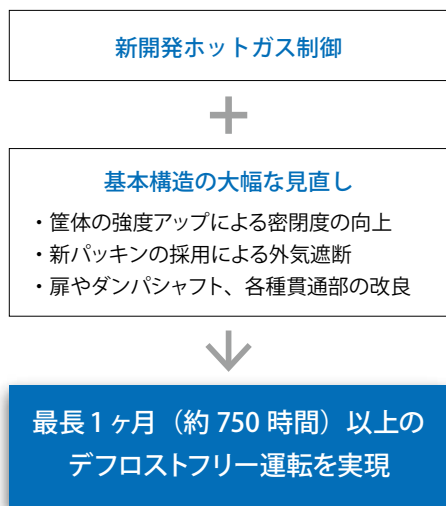 新開発ホットガス制御
+
基本構造の大幅な見直し
・筐体の強度アップによる密閉度の向上
・新パッキンの採用による外気遮断
・扉やダンパシャフト、各種貫通部の改良
最長1ヶ月（約750時間）以上の
デフロストフリー運転を実現